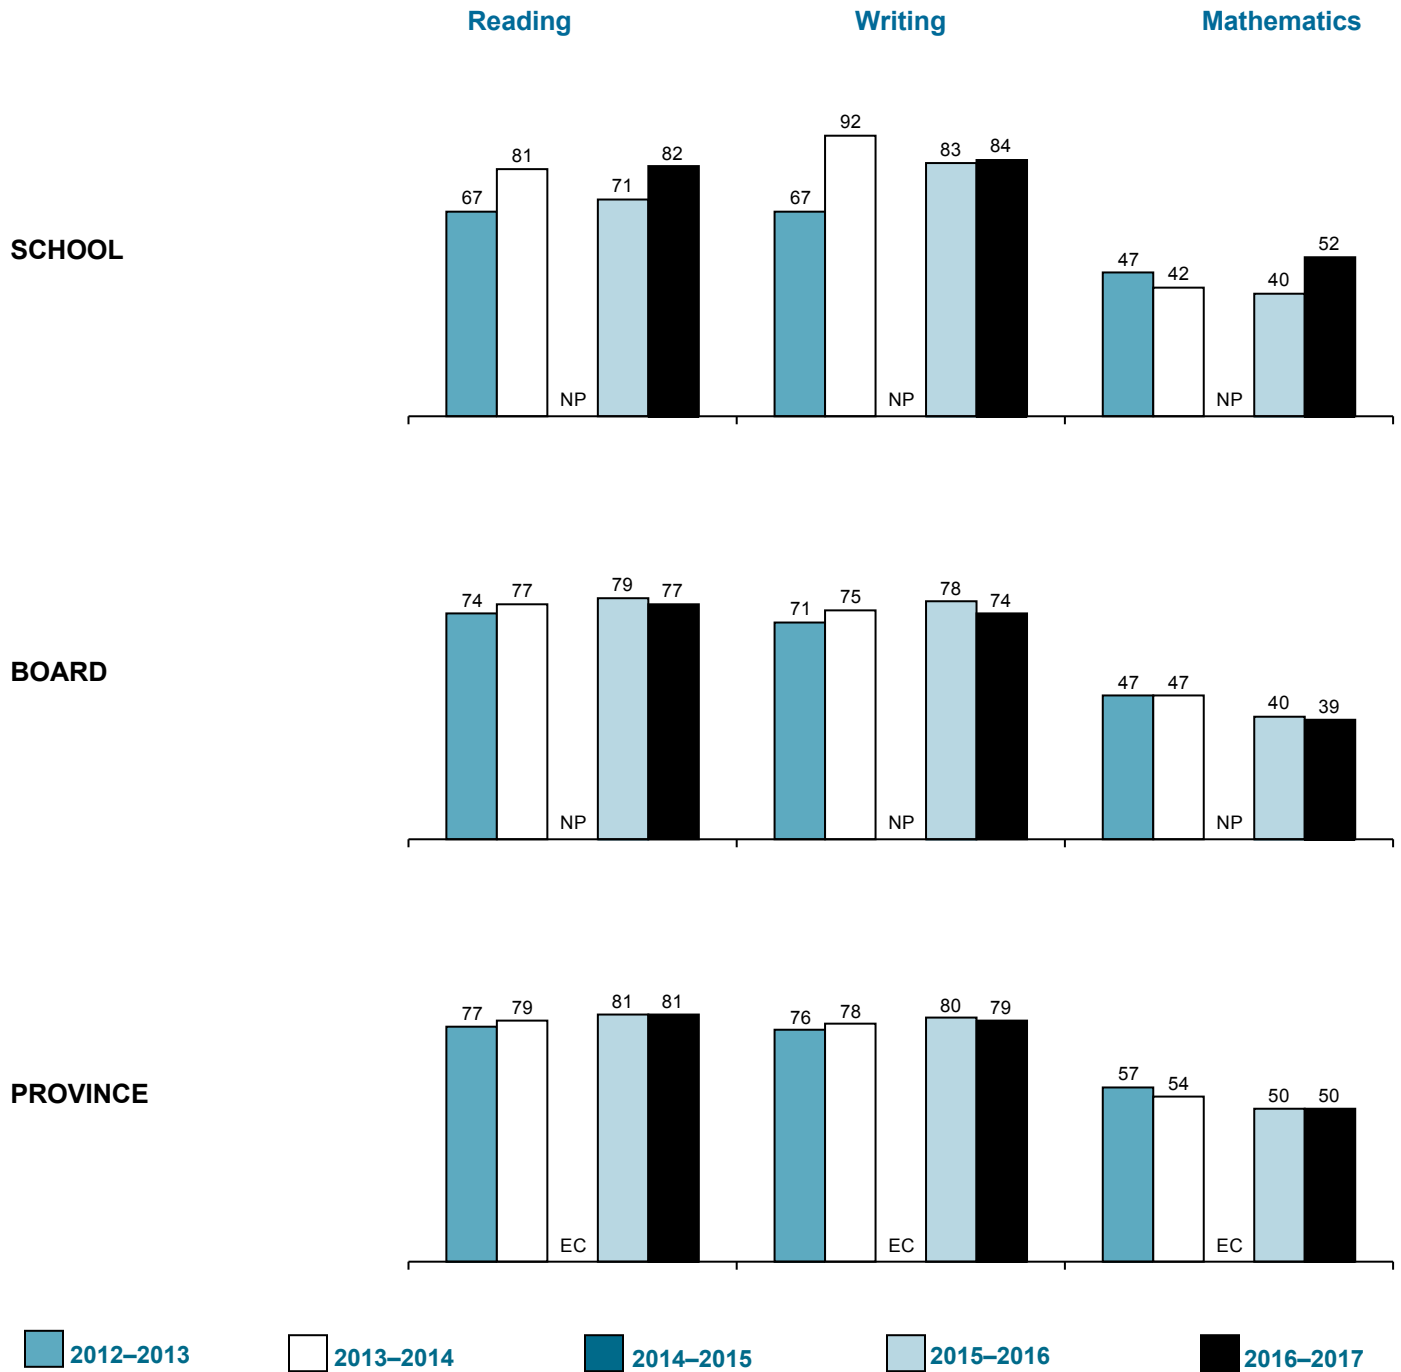 Reading Writing Mathematics
92
81 82 83 84
67 71 67
SCHOOL
47 42 40 52
NP NP NP
74 77 79 77 71 75 78 74
BOARD
47 47 40 39
NP NP NP
77 79 81 81 76 78 80 79
PROVINCE
57 54 50 50
EC EC EC
2012–2013 2013–2014 2014–2015 2015–2016 2016–2017